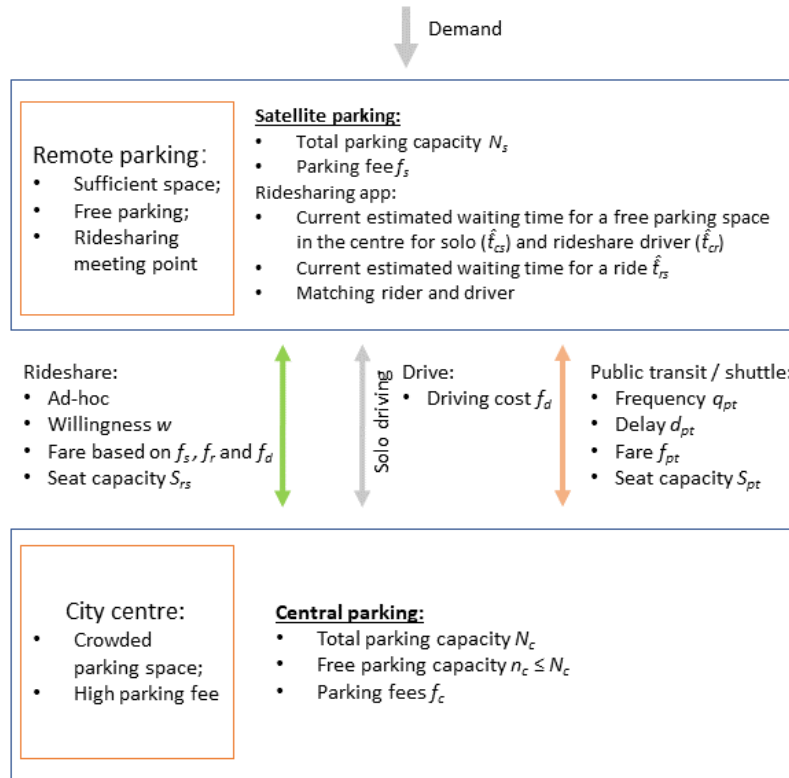 Demand
Remote parking:
• Sufficient space;
• Free parking;
• Ridesharing
meeting point
Satellite parking:
• Total parking capacity Nₛ
• Parking fee fₛ
Ridesharing app:
• Current estimated waiting time for a free parking space
in the centre for solo (t̂cs) and rideshare driver (t̂cr)
• Current estimated waiting time for a ride t̂rs
• Matching rider and driver
Rideshare:
• Ad-hoc
• Willingness w
• Fare based on fₛ, fᵣ and fd
• Seat capacity Srs
Solo driving
Drive:
• Driving cost fd
Public transit / shuttle:
• Frequency qpt
• Delay dpt
• Fare fpt
• Seat capacity Spt
City centre:
• Crowded
parking space;
• High parking fee
Central parking:
• Total parking capacity Nc
• Free parking capacity nc ≤ Nc
• Parking fees fc